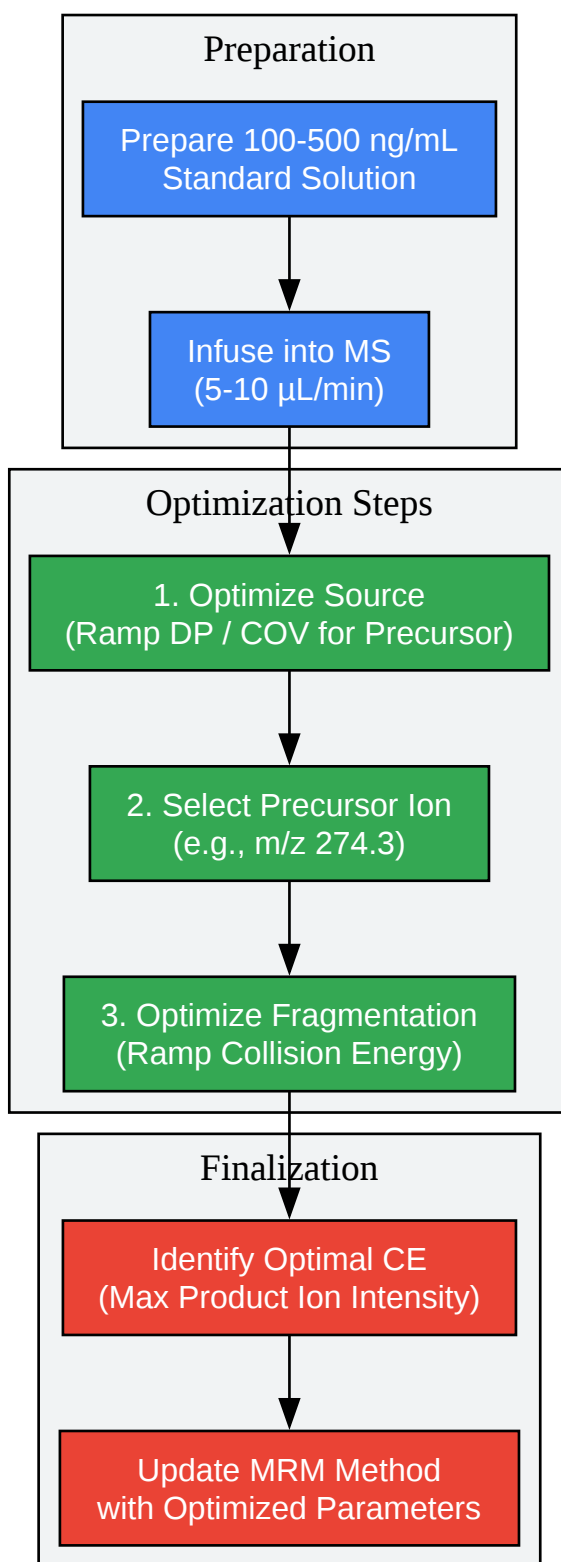 Preparation
Prepare 100-500 ng/mL
Standard Solution
Infuse into MS
(5-10 µL/min)
Optimization Steps
1. Optimize Source
(Ramp DP / COV for Precursor)
2. Select Precursor Ion
(e.g., m/z 274.3)
3. Optimize Fragmentation
(Ramp Collision Energy)
Finalization
Identify Optimal CE
(Max Product Ion Intensity)
Update MRM Method
with Optimized Parameters